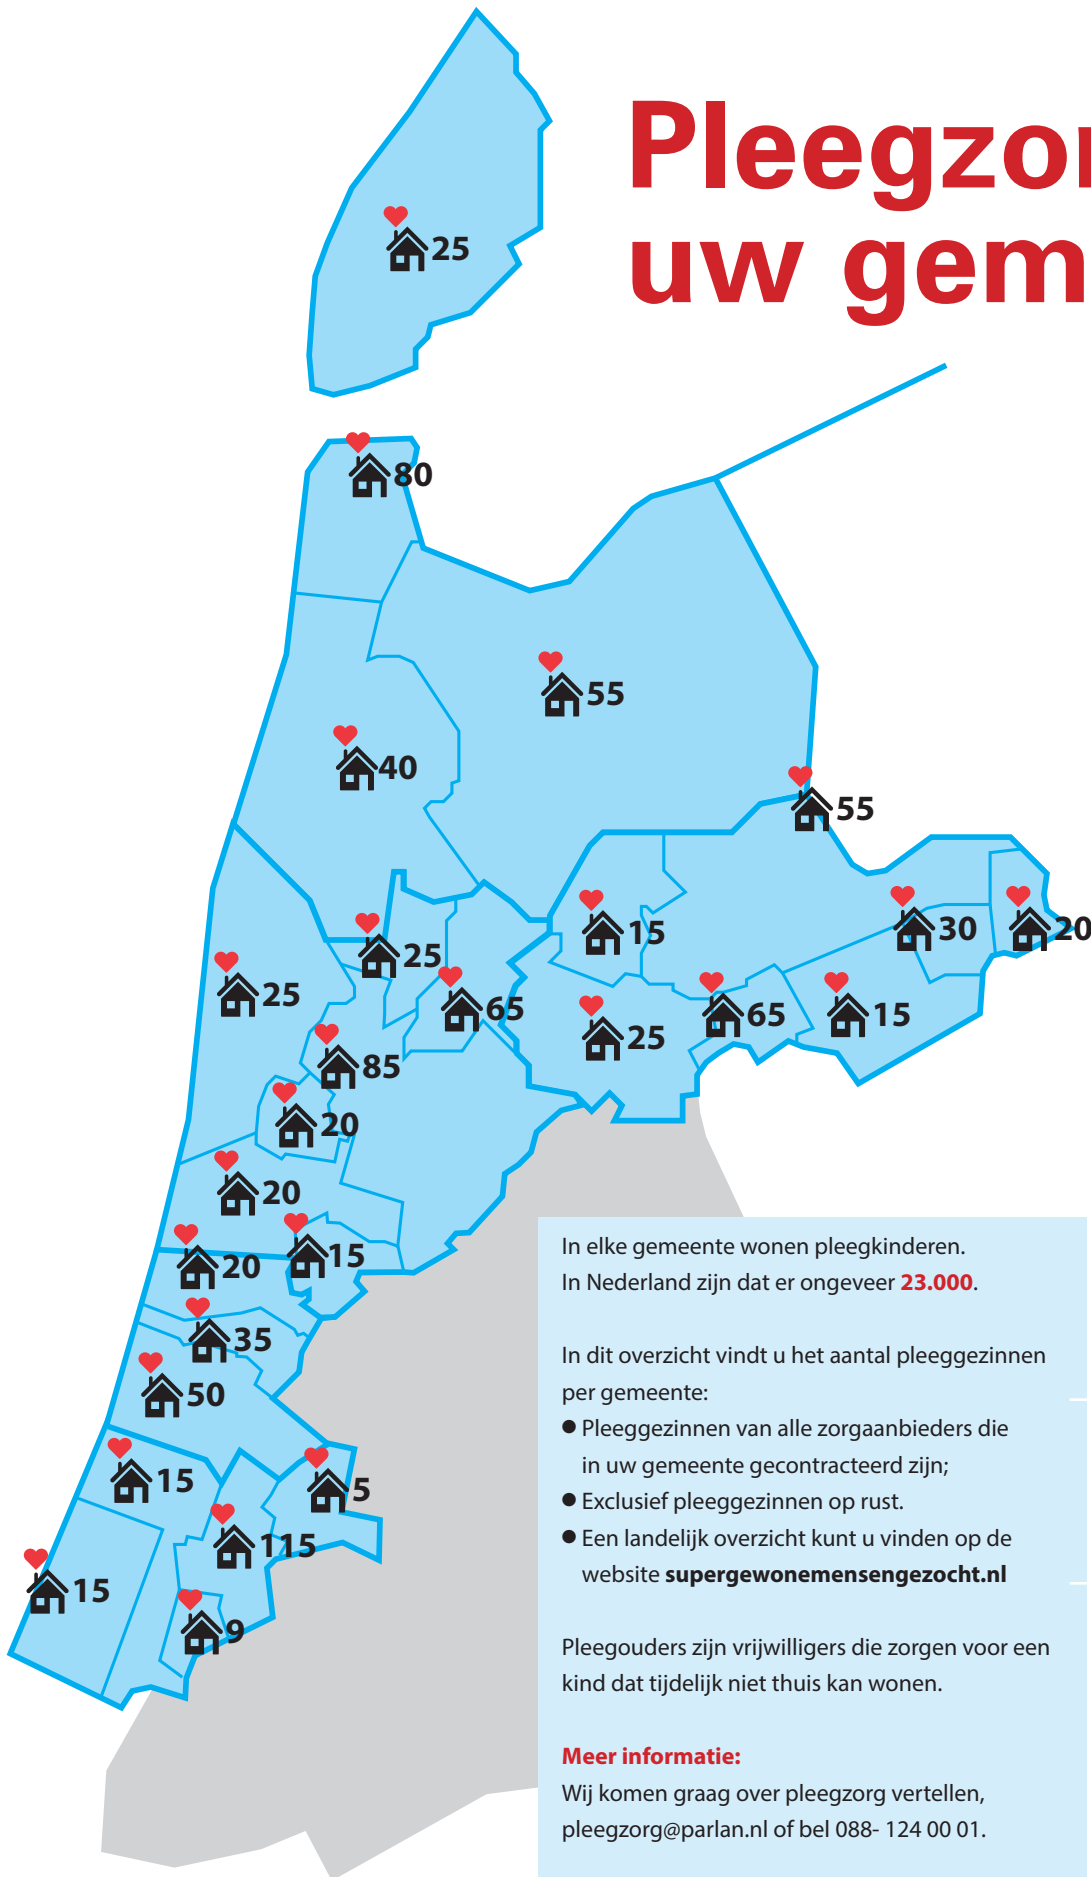 Pleegzor
uw gem
25
80
55
40
55
15
30
20
25
25
65
25
65
15
85
20
20
20
15
35
50
15
5
115
15
9
In elke gemeente wonen pleegkinderen.
In Nederland zijn dat er ongeveer 23.000.
In dit overzicht vindt u het aantal pleeggezinnen
per gemeente:
● Pleeggezinnen van alle zorgaanbieders die
in uw gemeente gecontracteerd zijn;
● Exclusief pleeggezinnen op rust.
● Een landelijk overzicht kunt u vinden op de
website supergewonemensengezocht.nl
Pleegouders zijn vrijwilligers die zorgen voor een
kind dat tijdelijk niet thuis kan wonen.
Meer informatie:
Wij komen graag over pleegzorg vertellen,
pleegzorg@parlan.nl of bel 088- 124 00 01.